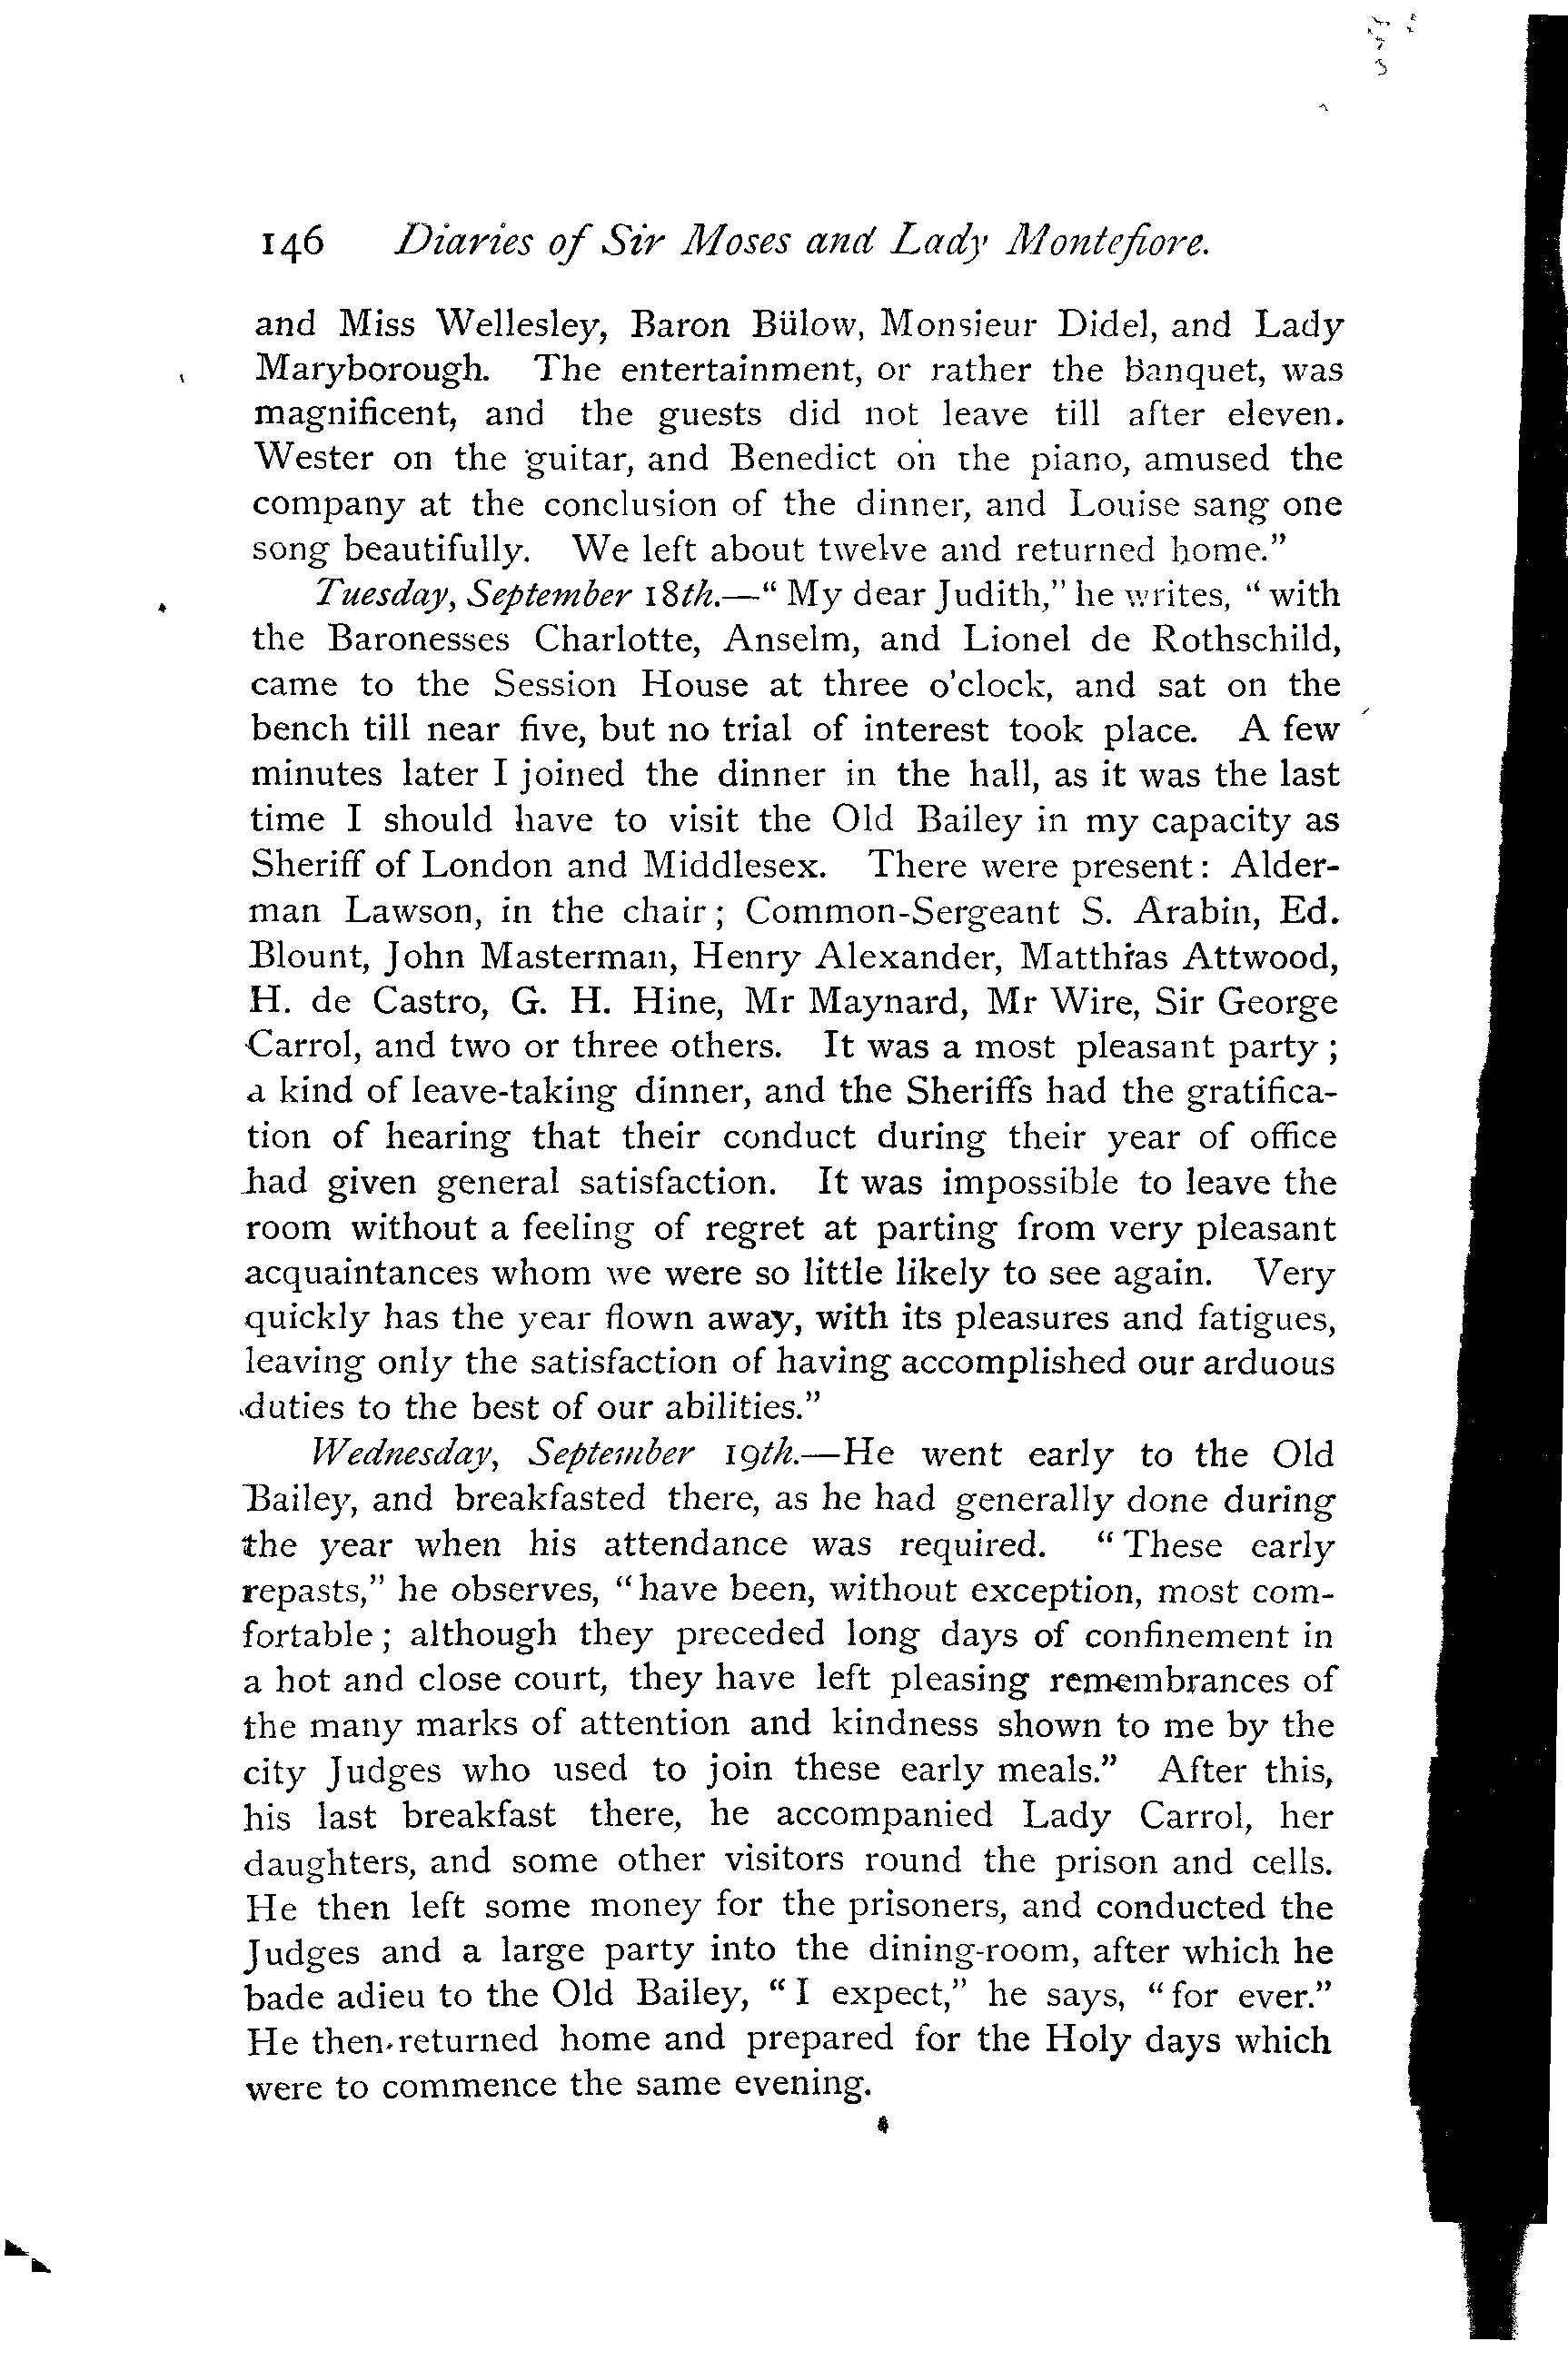 146 Diaries of Sir Moses and Lady Montefiore.
and Miss Wellesley, Baron Bülow, Monsieur Didel, and Lady
Maryborough. The entertainment, or rather the banquet, was
magnificent, and the guests did not leave till after eleven.
Wester on the guitar, and Benedict on the piano, amused the
company at the conclusion of the dinner, and Louise sang one
song beautifully. We left about twelve and returned home."
Tuesday, September 18th.—" My dear Judith," he writes, " with
the Baronesses Charlotte, Anselm, and Lionel de Rothschild,
came to the Session House at three o'clock, and sat on the
bench till near five, but no trial of interest took place. A few
minutes later I joined the dinner in the hall, as it was the last
time I should have to visit the Old Bailey in my capacity as
Sheriff of London and Middlesex. There were present : Alder-
man Lawson, in the chair ; Common-Sergeant S. Arabin, Ed.
Blount, John Masterman, Henry Alexander, Matthias Attwood,
H. de Castro, G. H. Hine, Mr Maynard, Mr Wire, Sir George
Carrol, and two or three others. It was a most pleasant party ;
a kind of leave-taking dinner, and the Sheriffs had the gratifica-
tion of hearing that their conduct during their year of office
had given general satisfaction. It was impossible to leave the
room without a feeling of regret at parting from very pleasant
acquaintances whom we were so little likely to see again. Very
quickly has the year flown away, with its pleasures and fatigues,
leaving only the satisfaction of having accomplished our arduous
duties to the best of our abilities."
Wednesday, September 19th.—He went early to the Old
Bailey, and breakfasted there, as he had generally done during
the year when his attendance was required. " These early
repasts," he observes, " have been, without exception, most com-
fortable ; although they preceded long days of confinement in
a hot and close court, they have left pleasing remembrances of
the many marks of attention and kindness shown to me by the
city Judges who used to join these early meals." After this,
his last breakfast there, he accompanied Lady Carrol, her
daughters, and some other visitors round the prison and cells.
He then left some money for the prisoners, and conducted the
Judges and a large party into the dining-room, after which he
bade adieu to the Old Bailey, " I expect," he says, " for ever."
He then returned home and prepared for the Holy days which
were to commence the same evening.